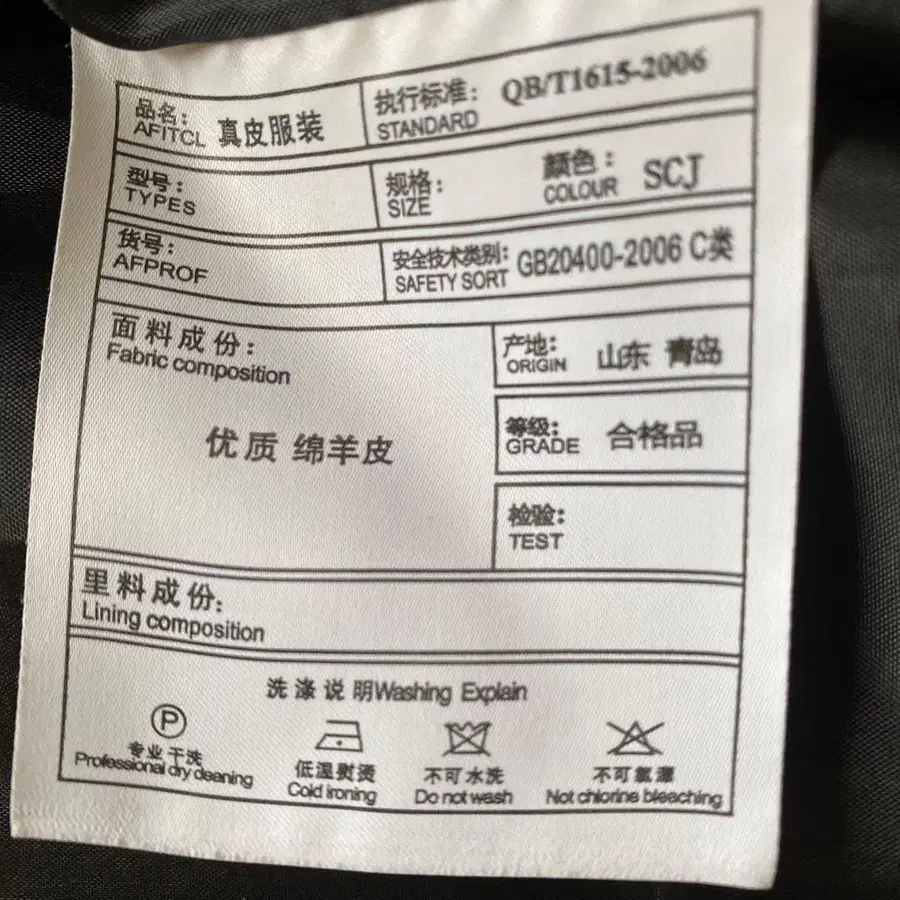 品名: 真皮服装
AFITCL
执行标准: QB/T1615-2006
STANDARD
型号:
TYPES
规格:
SIZE
颜色: SCJ
COLOUR
货号:
AFPROF
安全技术类别: GB20400-2006 C类
SAFETY SORT
面料成份:
Fabric composition
优质 绵羊皮
产地: 山东 青岛
ORIGIN
等级: 合格品
GRADE
检验:
TEST
里料成份:
Lining composition
洗涤说明Washing Explain
P
专业干洗
Professional dry deaning
低温熨烫
Cold ironing
不可水洗
Do not wash
不可氯漂
Not chlorine bleaching